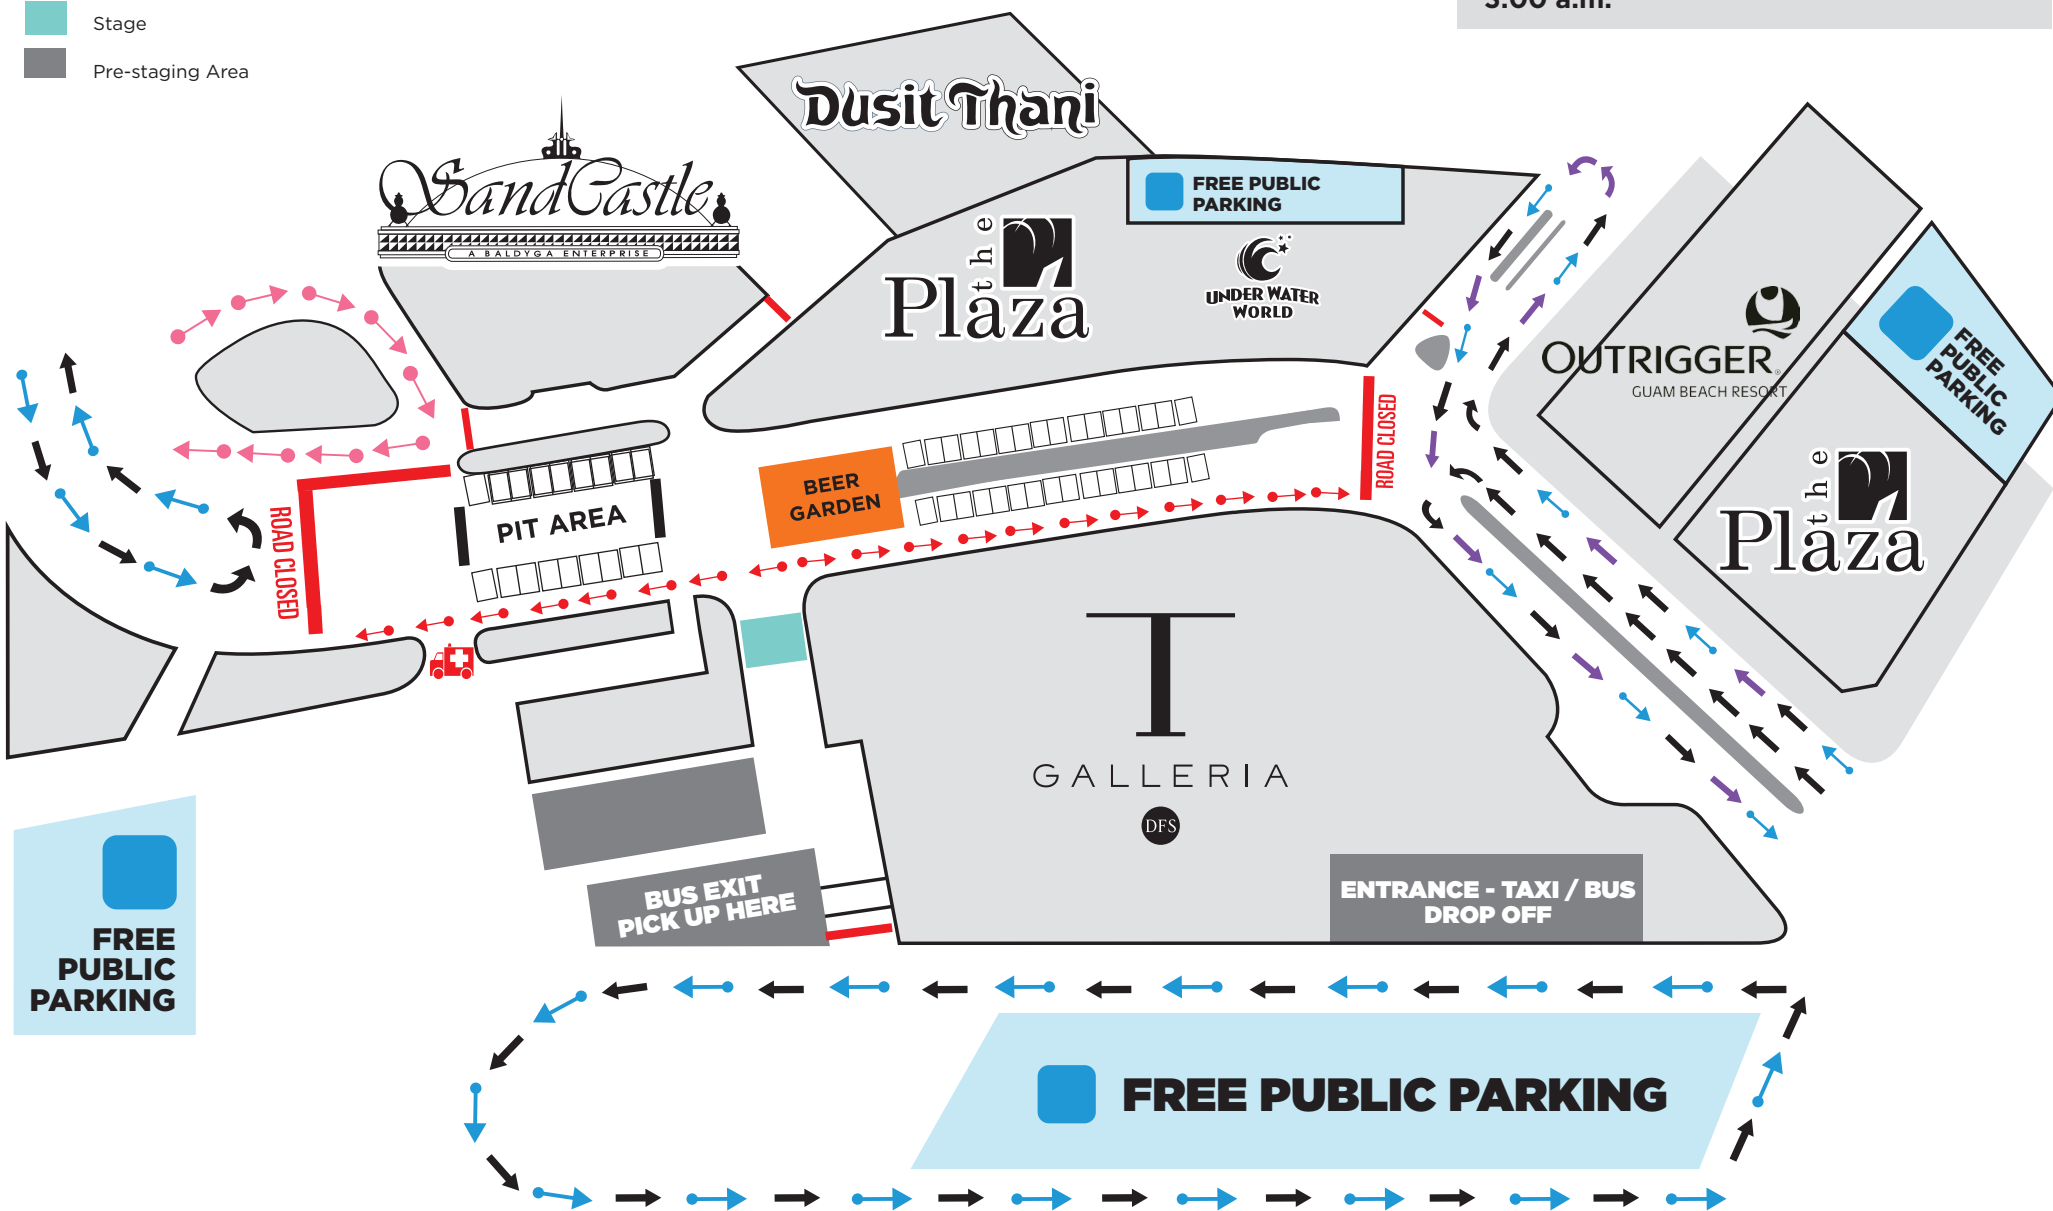 Stage
Pre-staging Area
3:00 a.m.
Dusit Thani
SandCastle
A BALDYGA ENTERPRISE
FREE PUBLIC
PARKING
the
Plaza
UNDER WATER
WORLD
OUTRIGGER®
GUAM BEACH RESORT
FREE
PUBLIC
PARKING
the
Plaza
ROAD CLOSED
BEER
GARDEN
PIT AREA
ROAD CLOSED
T
GALLERIA
DFS
BUS EXIT
PICK UP HERE
ENTRANCE - TAXI / BUS
DROP OFF
FREE
PUBLIC
PARKING
FREE PUBLIC PARKING